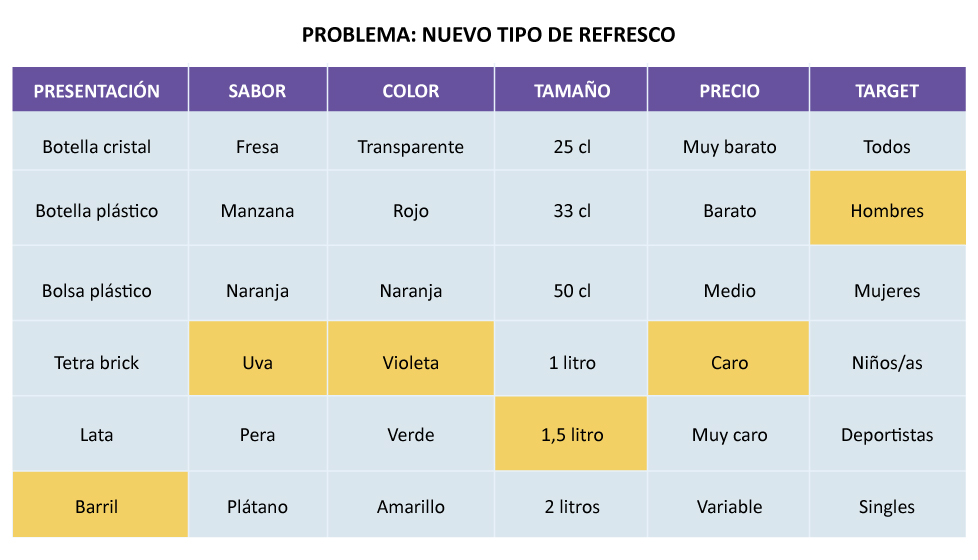 PROBLEMA: NUEVO TIPO DE REFRESCO
PRESENTACIÓN SABOR COLOR TAMAÑO PRECIO TARGET
Botella cristal Fresa Transparente 25 cl Muy barato Todos
Botella plástico Manzana Rojo 33 cl Barato Hombres
Bolsa plástico Naranja Naranja 50 cl Medio Mujeres
Tetra brick Uva Violeta 1 litro Caro Niños/as
Lata Pera Verde 1,5 litro Muy caro Deportistas
Barril Plátano Amarillo 2 litros Variable Singles